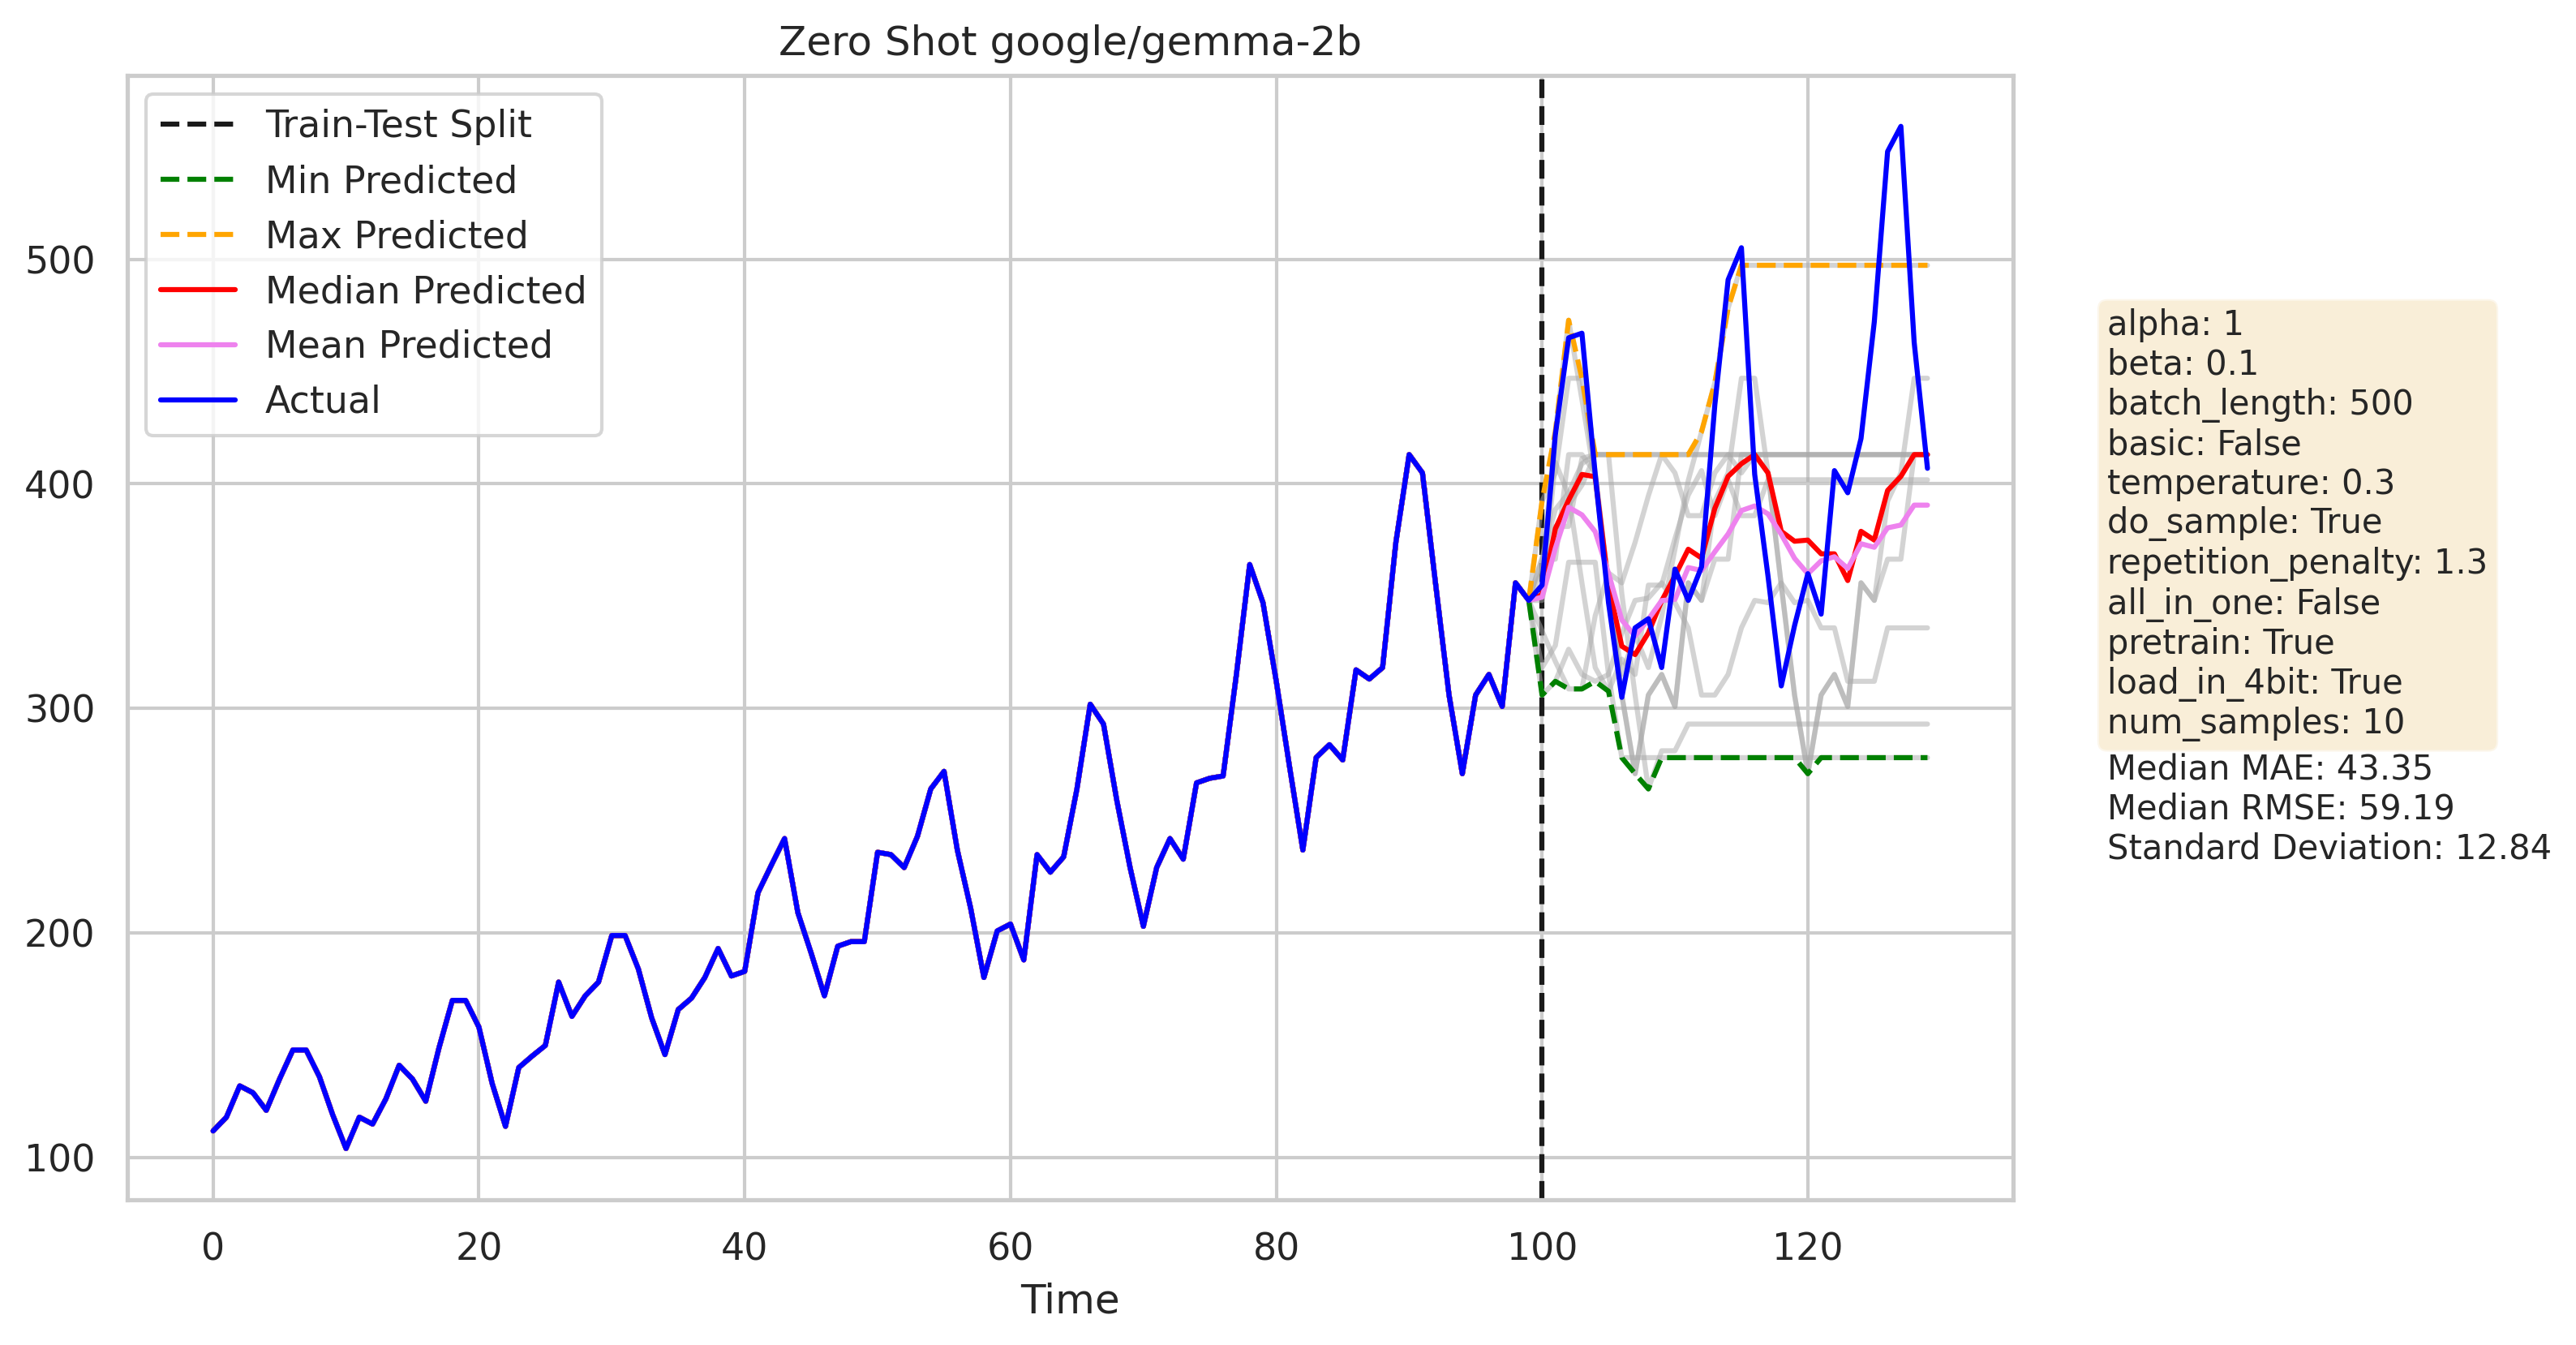 Zero Shot google/gemma-2b
Train-Test Split
Min Predicted
Max Predicted
Median Predicted
Mean Predicted
Actual
500
400
300
200
100
0
20
40
60
80
100
120
Time
alpha: 1
beta: 0.1
batch_length: 500
basic: False
temperature: 0.3
do_sample: True
repetition_penalty: 1.3
all_in_one: False
pretrain: True
load_in_4bit: True
num_samples: 10
Median MAE: 43.35
Median RMSE: 59.19
Standard Deviation: 12.84